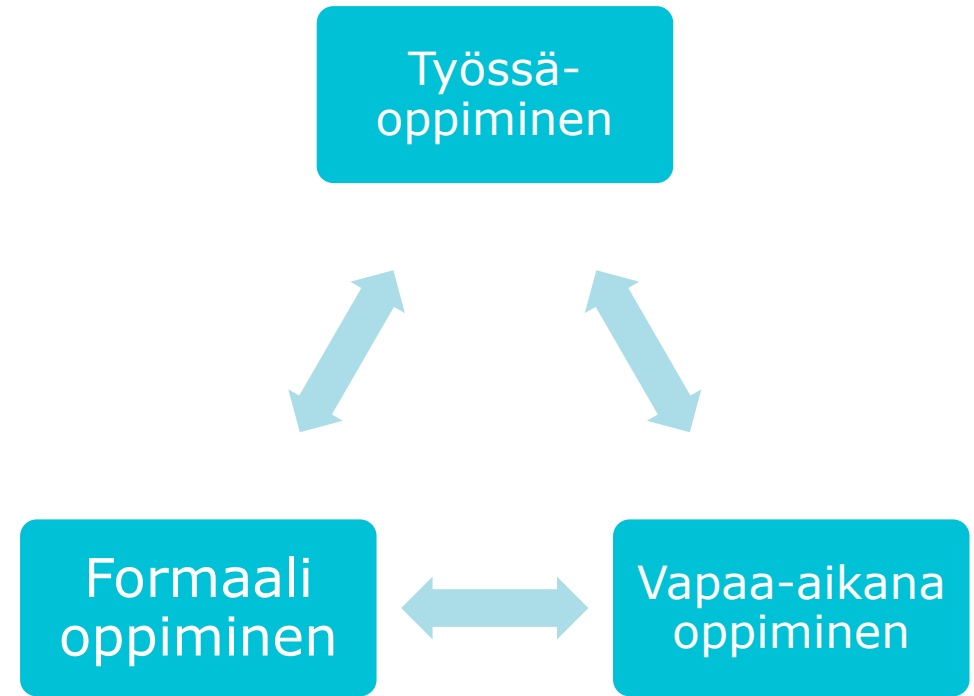 Työssä-
oppiminen
Formaali
oppiminen
Vapaa-aikana
oppiminen